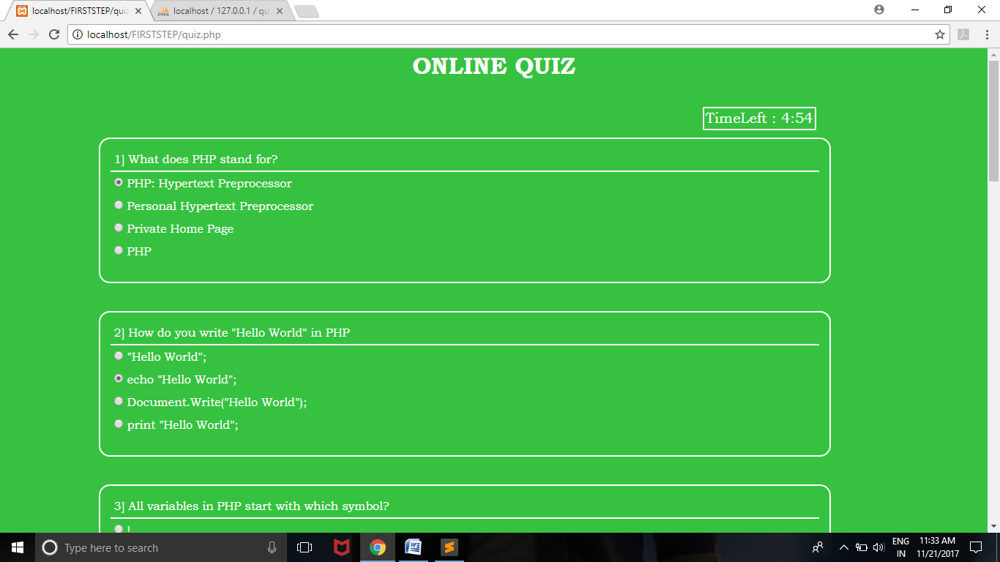 localhost/FIRSTSTEP/quiz
localhost / 127.0.0.1 / qu
localhost/FIRSTSTEP/quiz.php
ONLINE QUIZ
TimeLeft : 4:54
1] What does PHP stand for?
PHP: Hypertext Preprocessor
Personal Hypertext Preprocessor
Private Home Page
PHP
2] How do you write "Hello World" in PHP
"Hello World";
echo "Hello World";
Document.Write("Hello World");
print "Hello World";
3] All variables in PHP start with which symbol?
!
Type here to search
ENG
IN
11:33 AM
11/21/2017